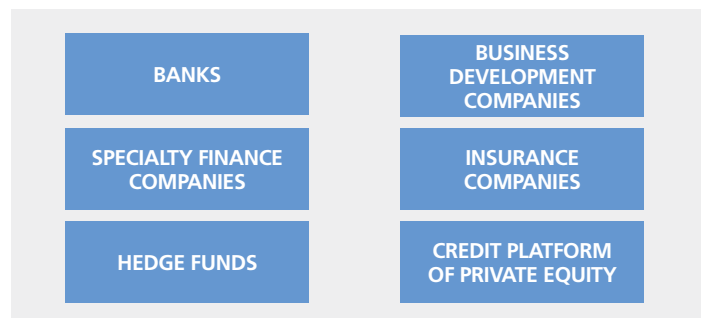 BANKS
BUSINESS
DEVELOPMENT
COMPANIES
SPECIALTY FINANCE
COMPANIES
INSURANCE
COMPANIES
HEDGE FUNDS
CREDIT PLATFORM
OF PRIVATE EQUITY